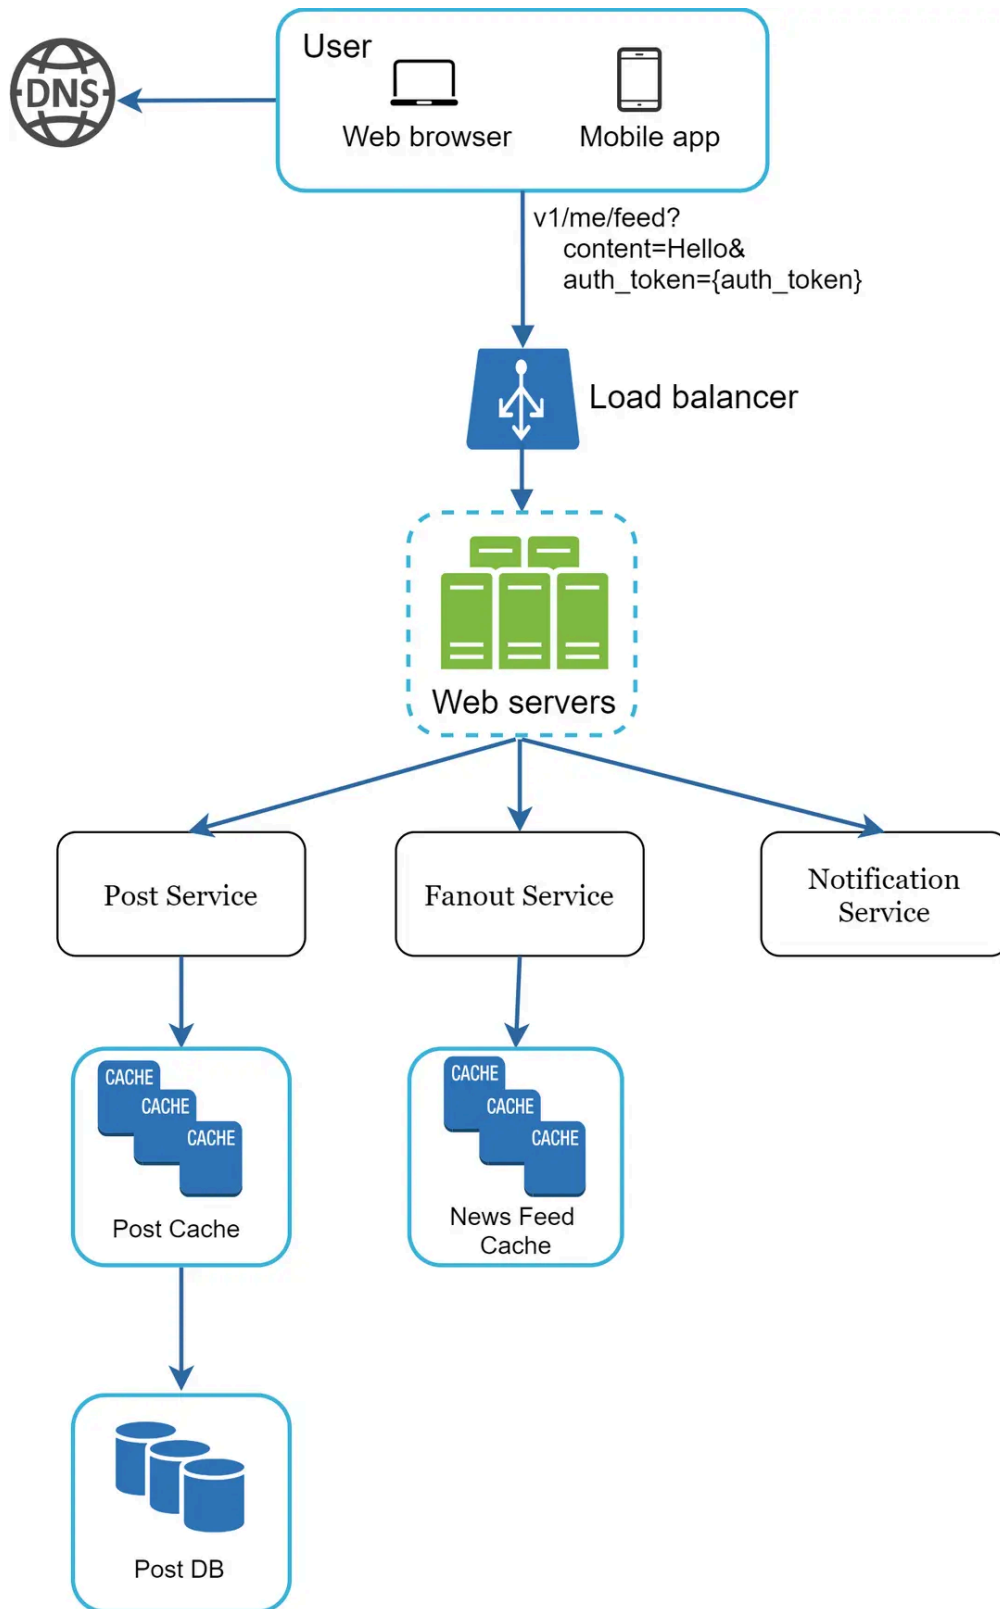 User
DNS
Web browser
Mobile app
v1/me/feed?
content=Hello&
auth_token={auth_token}
Load balancer
Web servers
Post Service
Fanout Service
Notification
Service
CACHE
CACHE
CACHE
Post Cache
CACHE
CACHE
CACHE
News Feed
Cache
Post DB